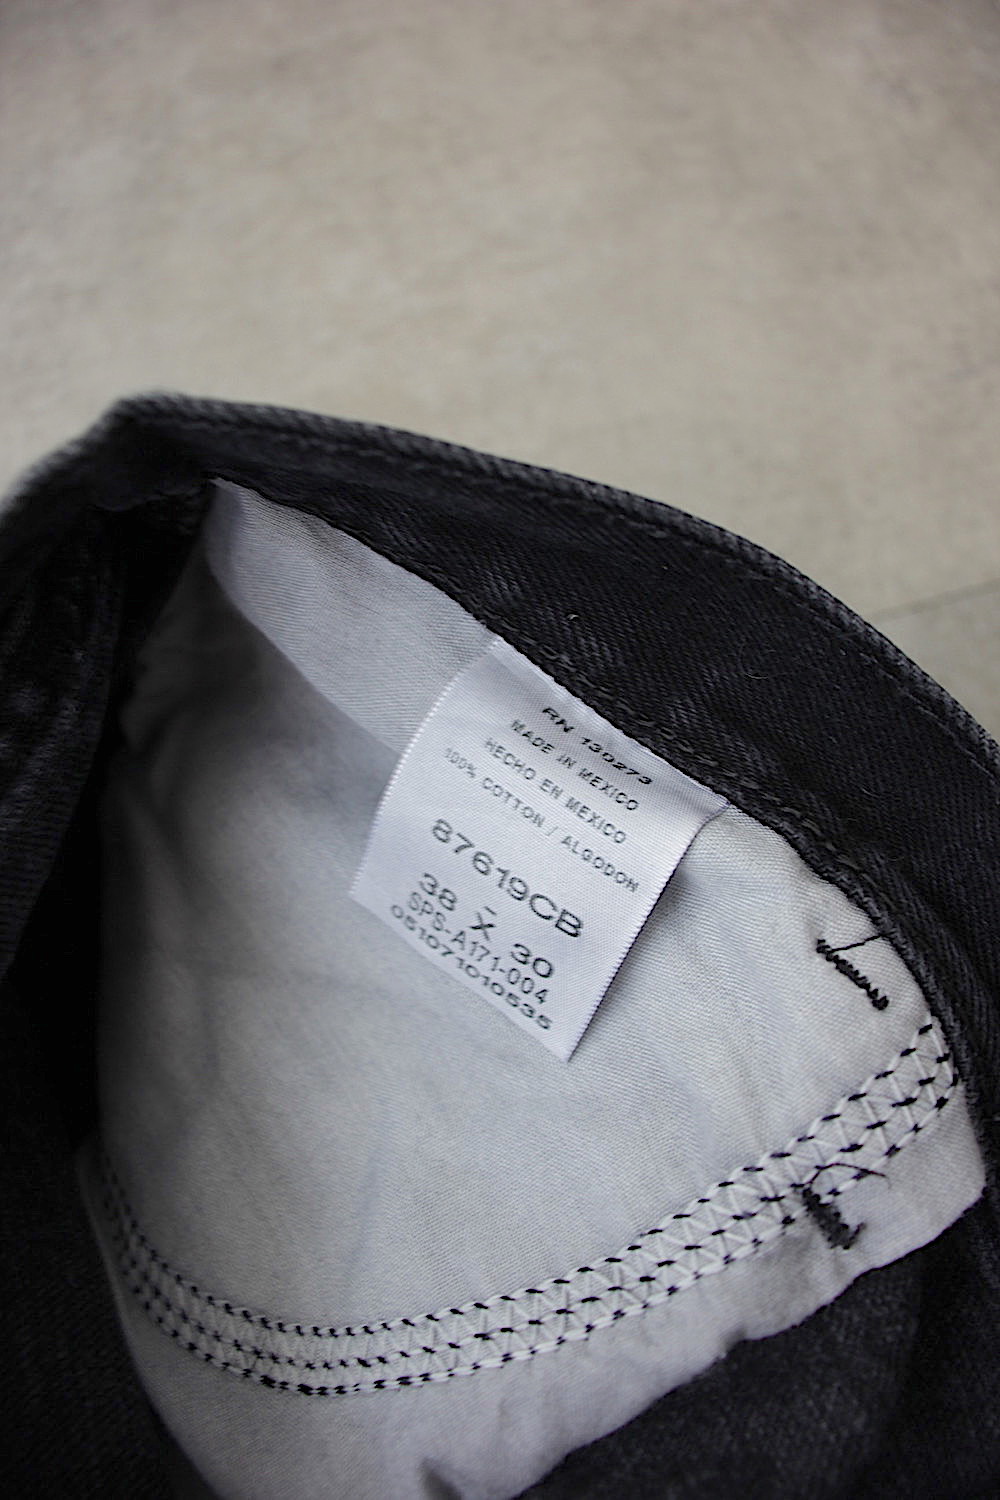 RN 130273
MADE IN MEXICO
HECHO EN MEXICO
100% COTTON / ALGODON
87619CB
-
38 X 30
SPS-A171-004
051071010535